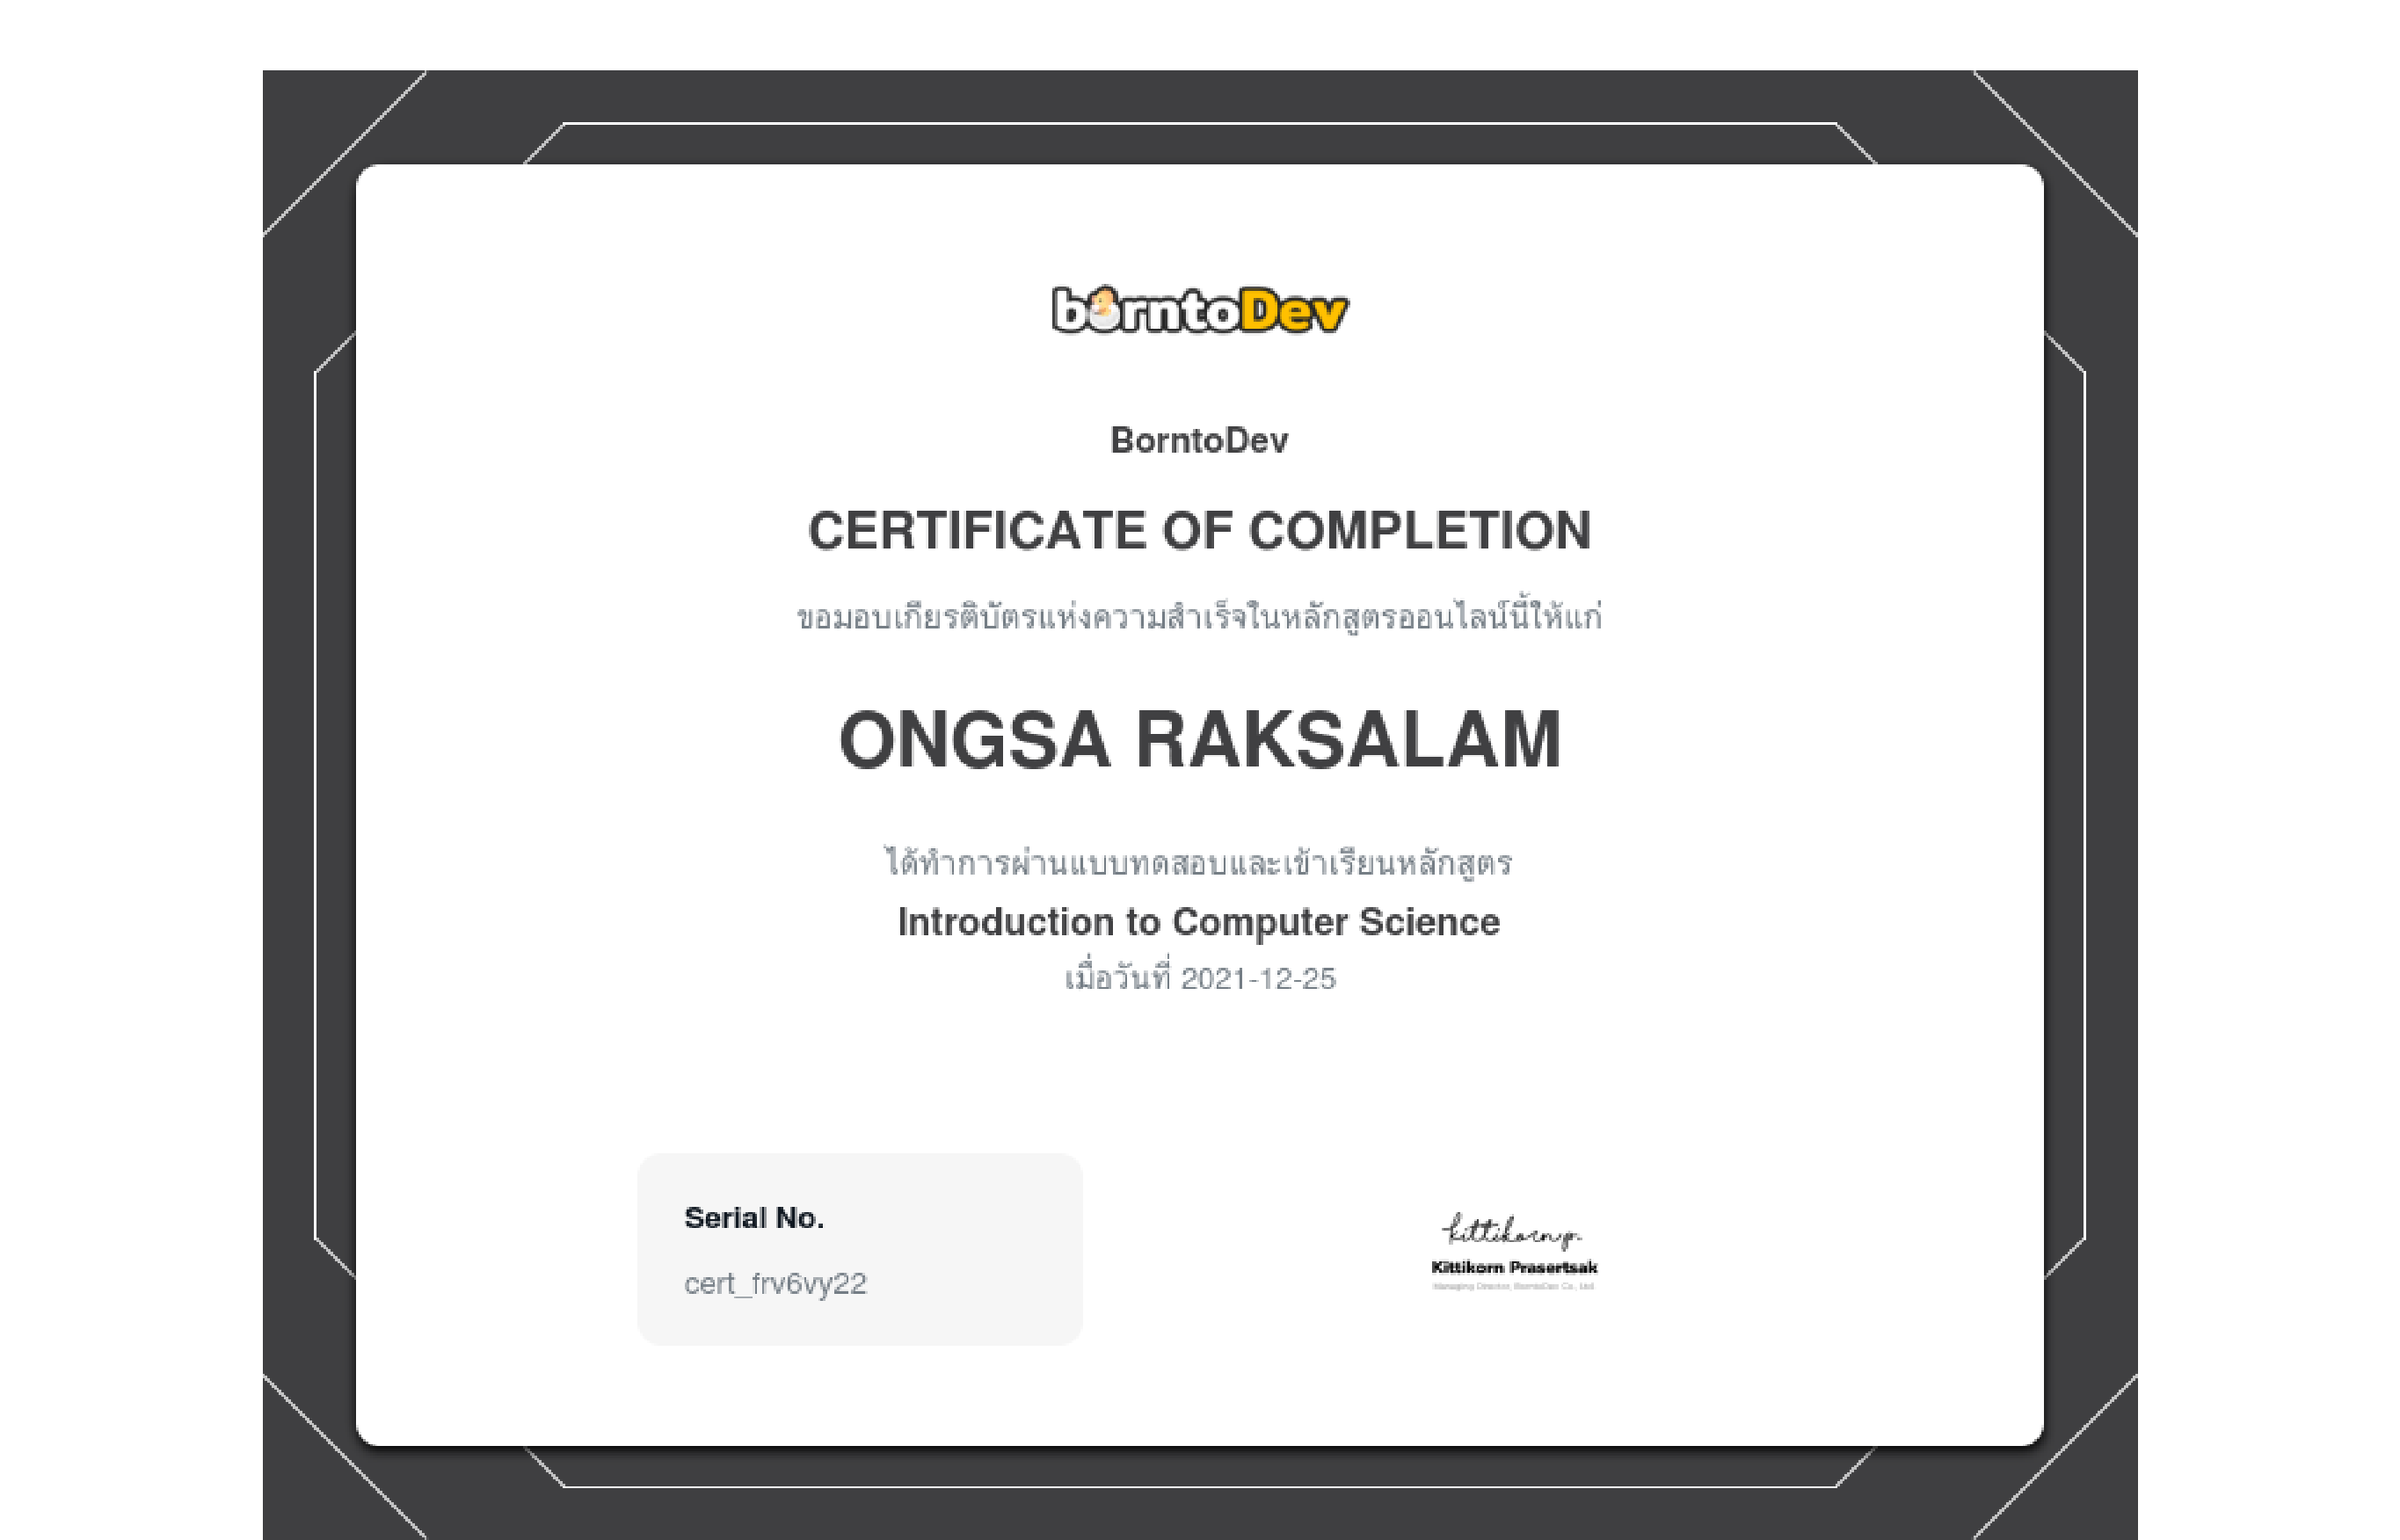 borntoDev
BorntoDev
CERTIFICATE OF COMPLETION
ขอมอบเกียรติบัตรแห่งความสำเร็จในหลักสูตรออนไลน์นี้ให้แก่
ONGSA RAKSALAM
ได้ทำการผ่านแบบทดสอบและเข้าเรียนหลักสูตร
Introduction to Computer Science
เมื่อวันที่ 2021-12-25
Serial No.
cert_frv6vy22
kittikorn p.
Kittikorn Prasertsak
Managing Director, BorntoDev Co., Ltd